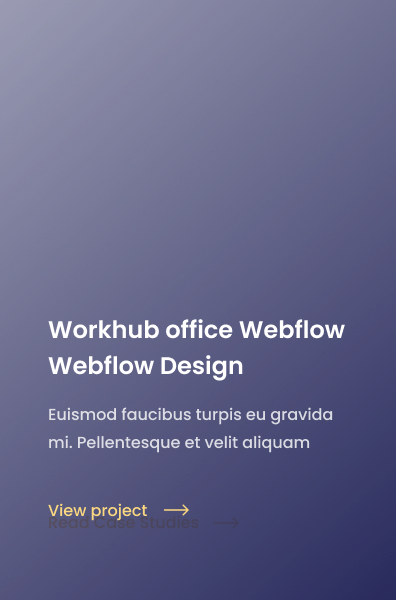 Workhub office Webflow
Webflow Design
Euismod faucibus turpis eu gravida
mi. Pellentesque et velit aliquam
View project
Read Case Studies